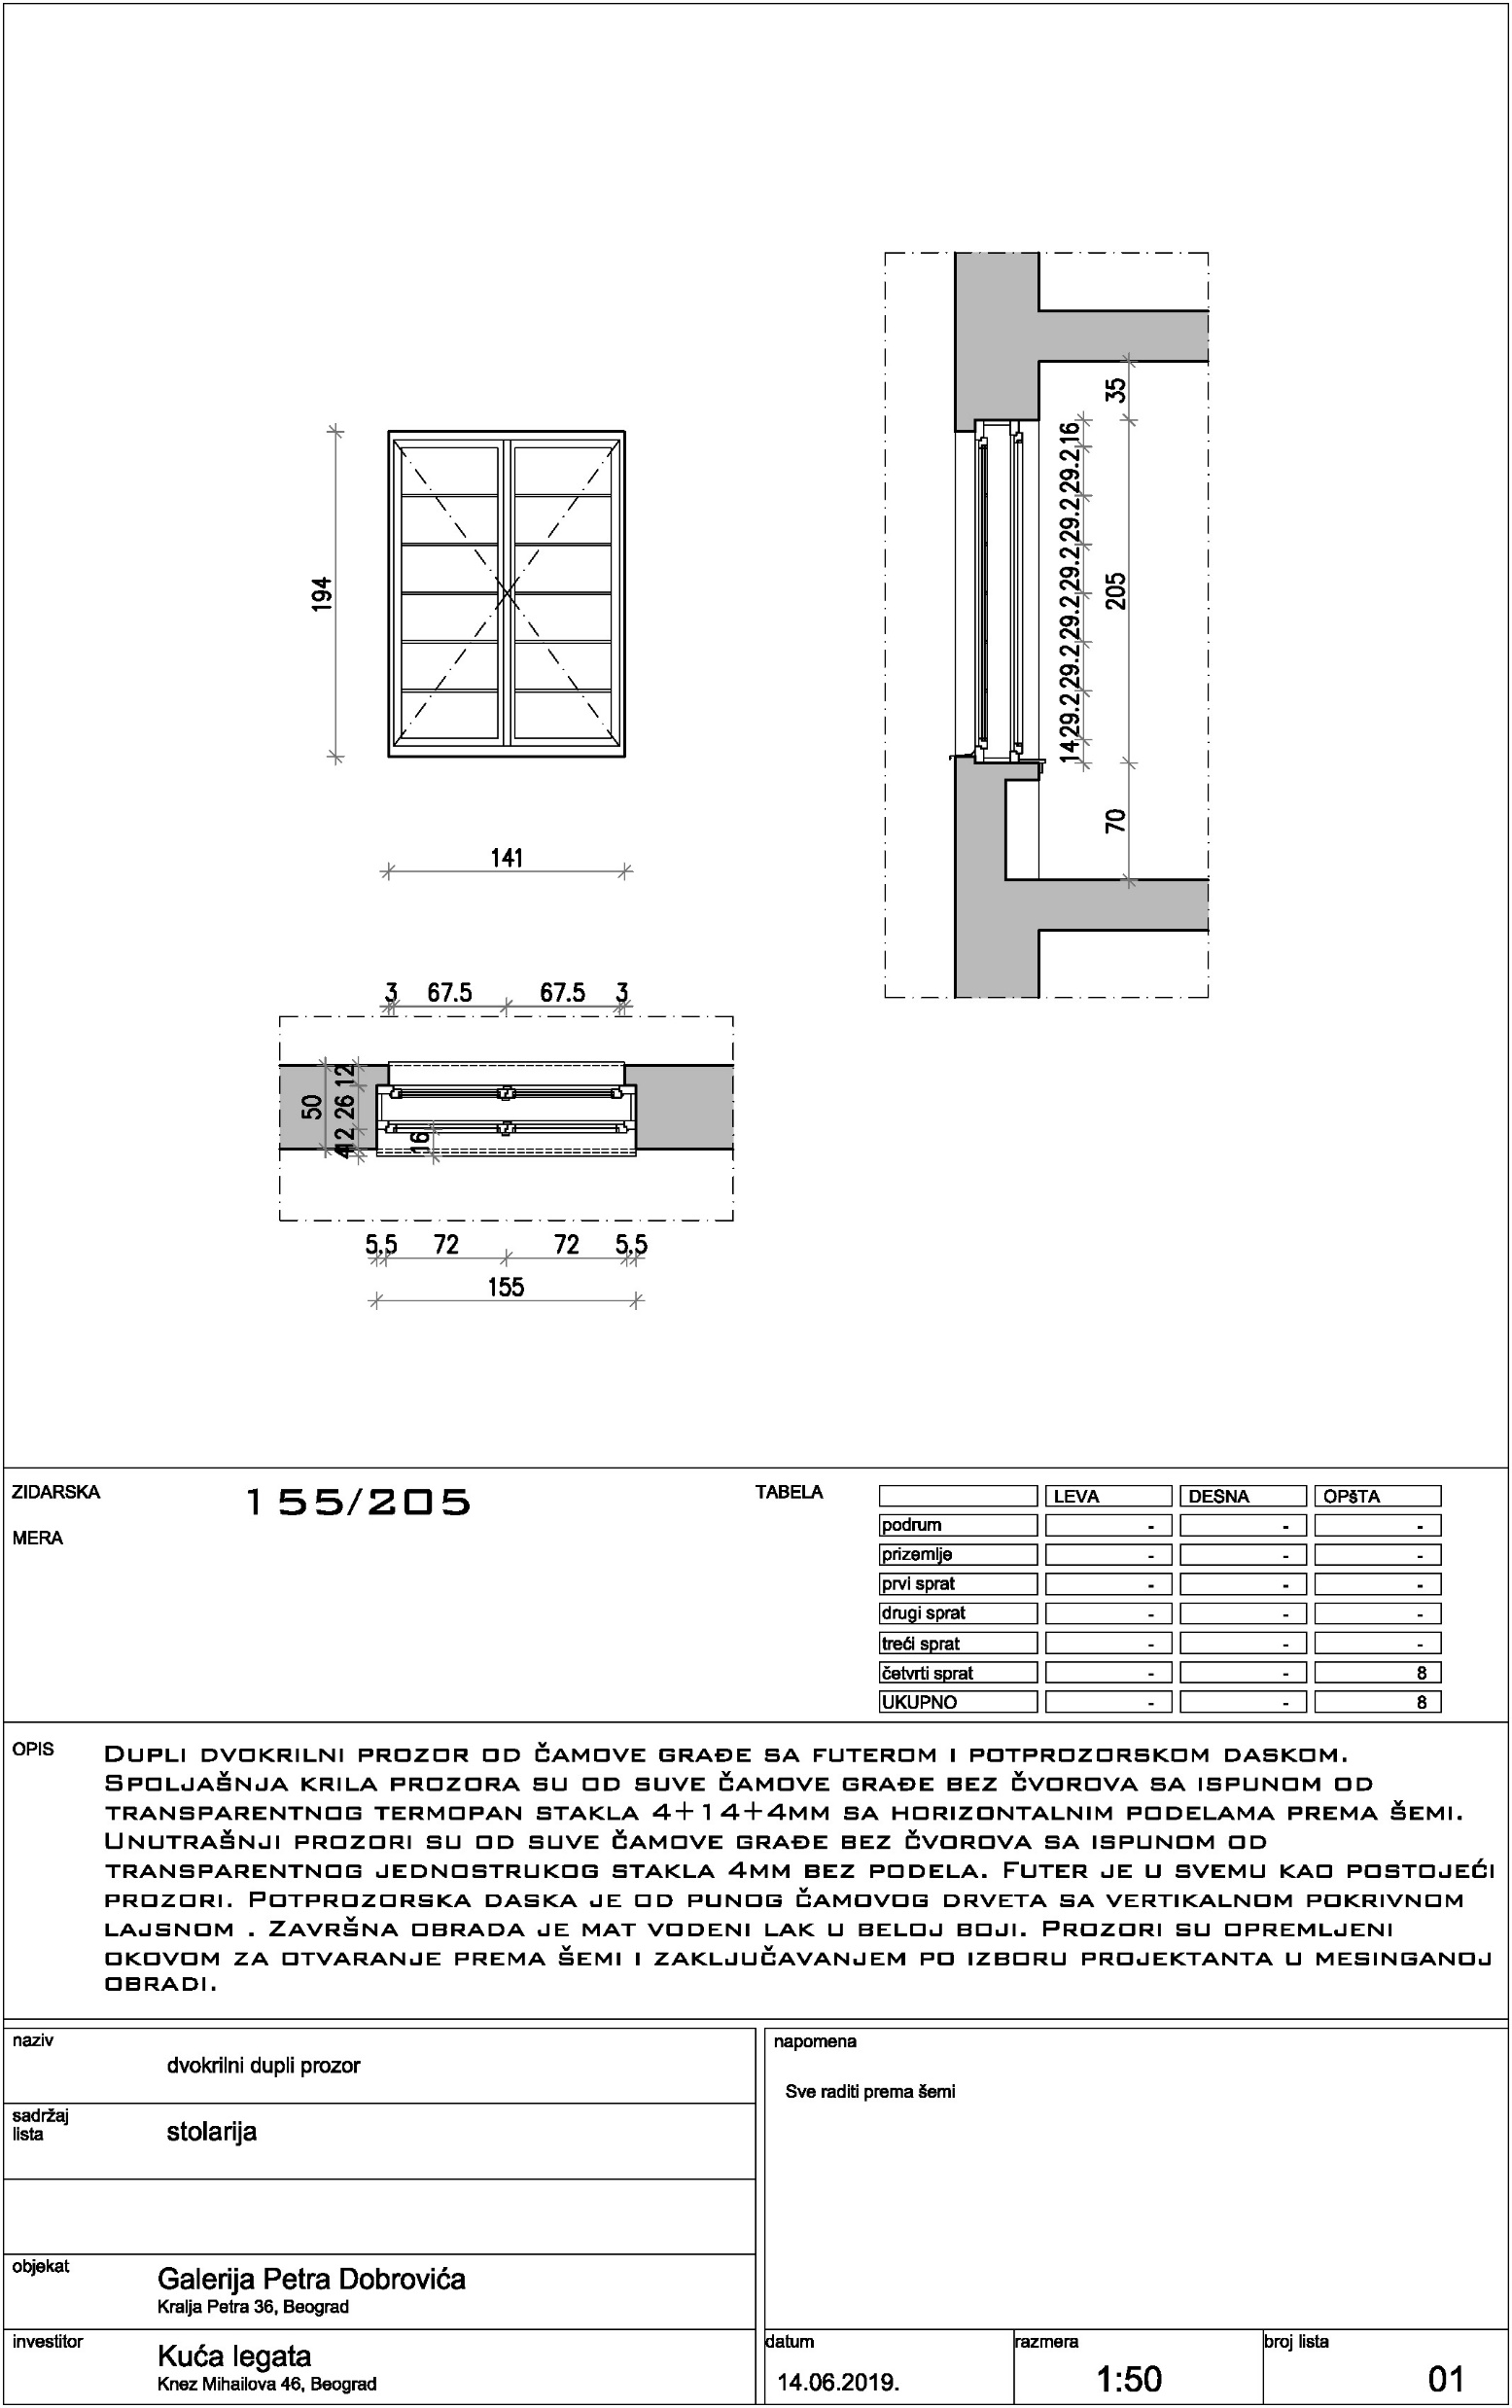 35
16
29.2
29.2
29.2
29.2
29.2
29.2
14
205
70
194
141
3 67.5 67.5 3
50
12
26
12
4
16
5,5 72 72 5,5
155
ZIDARSKA
MERA
155/205
TABELA
LEVA DESNA OPšTA
podrum - - -
prizemlje - - -
prvi sprat - - -
drugi sprat - - -
treći sprat - - -
četvrti sprat - - 8
UKUPNO - - 8
OPIS
DUPLI DVOKRILNI PROZOR OD ČAMOVE GRAĐE SA FUTEROM I POTPROZORSKOM DASKOM.
SPOLJAŠNJA KRILA PROZORA SU OD SUVE ČAMOVE GRAĐE BEZ ČVOROVA SA ISPUNOM OD
TRANSPARENTNOG TERMOPAN STAKLA 4+14+4MM SA HORIZONTALNIM PODELAMA PREMA ŠEMI.
UNUTRAŠNJI PROZORI SU OD SUVE ČAMOVE GRAĐE BEZ ČVOROVA SA ISPUNOM OD
TRANSPARENTNOG JEDNOSTRUKOG STAKLA 4MM BEZ PODELA. FUTER JE U SVEMU KAO POSTOJEĆI
PROZORI. POTPROZORSKA DASKA JE OD PUNOG ČAMOVOG DRVETA SA VERTIKALNOM POKRIVNOM
LAJSNOM . ZAVRŠNA OBRADA JE MAT VODENI LAK U BELOJ BOJI. PROZORI SU OPREMLJENI
OKOVOM ZA OTVARANJE PREMA ŠEMI I ZAKLJUČAVANJEM PO IZBORU PROJEKTANTA U MESINGANOJ
OBRADI.
naziv
dvokrilni dupli prozor
sadržaj
lista
stolarija
objekat
Galerija Petra Dobrovića
Kralja Petra 36, Beograd
investitor
Kuća legata
Knez Mihailova 46, Beograd
napomena
Sve raditi prema šemi
datum
14.06.2019.
razmera
1:50
broj lista
01